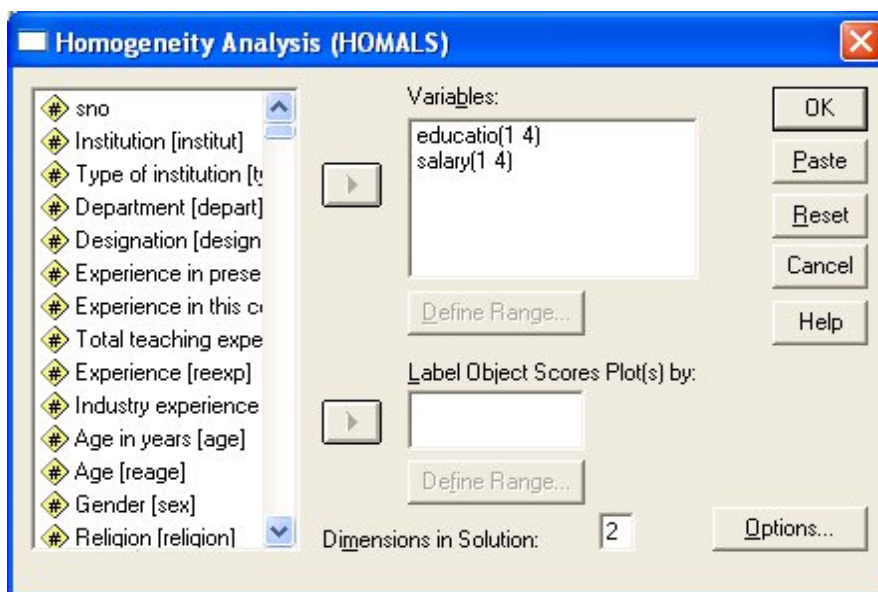 Homogeneity Analysis (HOMALS)
sno
Institution [institut]
Type of institution [t
Department [depart]
Designation [design
Experience in prese
Experience in this c
Total teaching expe
Experience [reexp]
Industry experience
Age in years [age]
Age [reage]
Gender [sex]
Religion [religion]
Variables:
educatio(1 4)
salary(1 4)
Define Range...
Label Object Scores Plot(s) by:
Define Range...
Dimensions in Solution:
2
OK
Paste
Reset
Cancel
Help
Options...